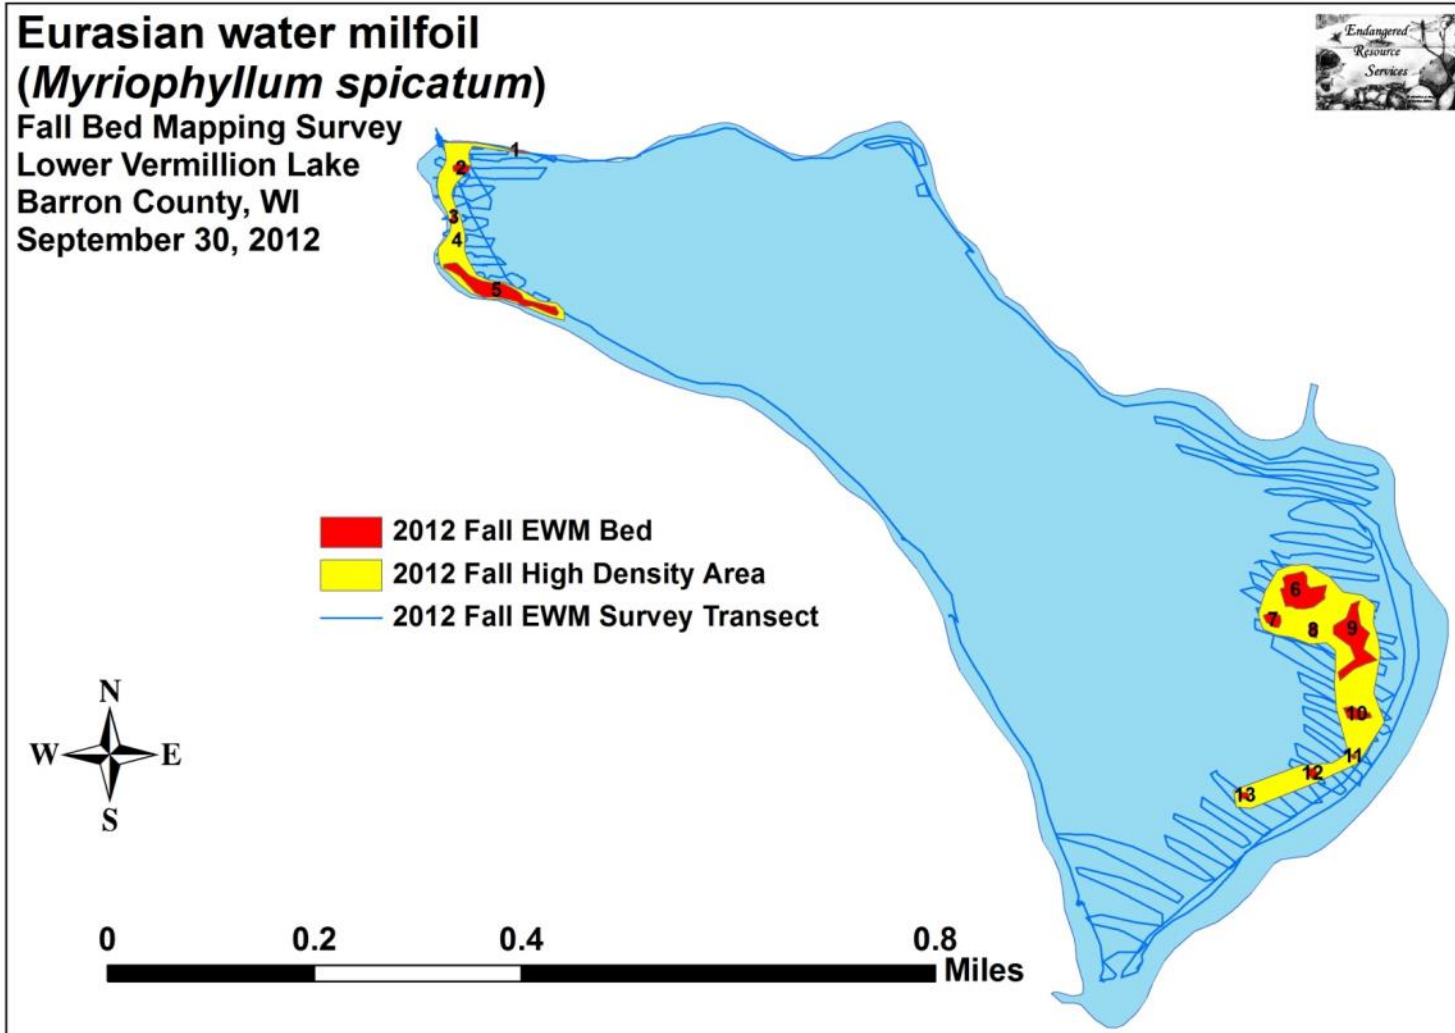 Eurasian water milfoil
(Myriophyllum spicatum)
Fall Bed Mapping Survey
Lower Vermillion Lake
Barron County, WI
September 30, 2012
Endangered
Resource
Services
1
2
3
4
5
2012 Fall EWM Bed
2012 Fall High Density Area
2012 Fall EWM Survey Transect
6
7
8
9
10
11
12
13
N
W
E
S
0
0.2
0.4
0.8
Miles